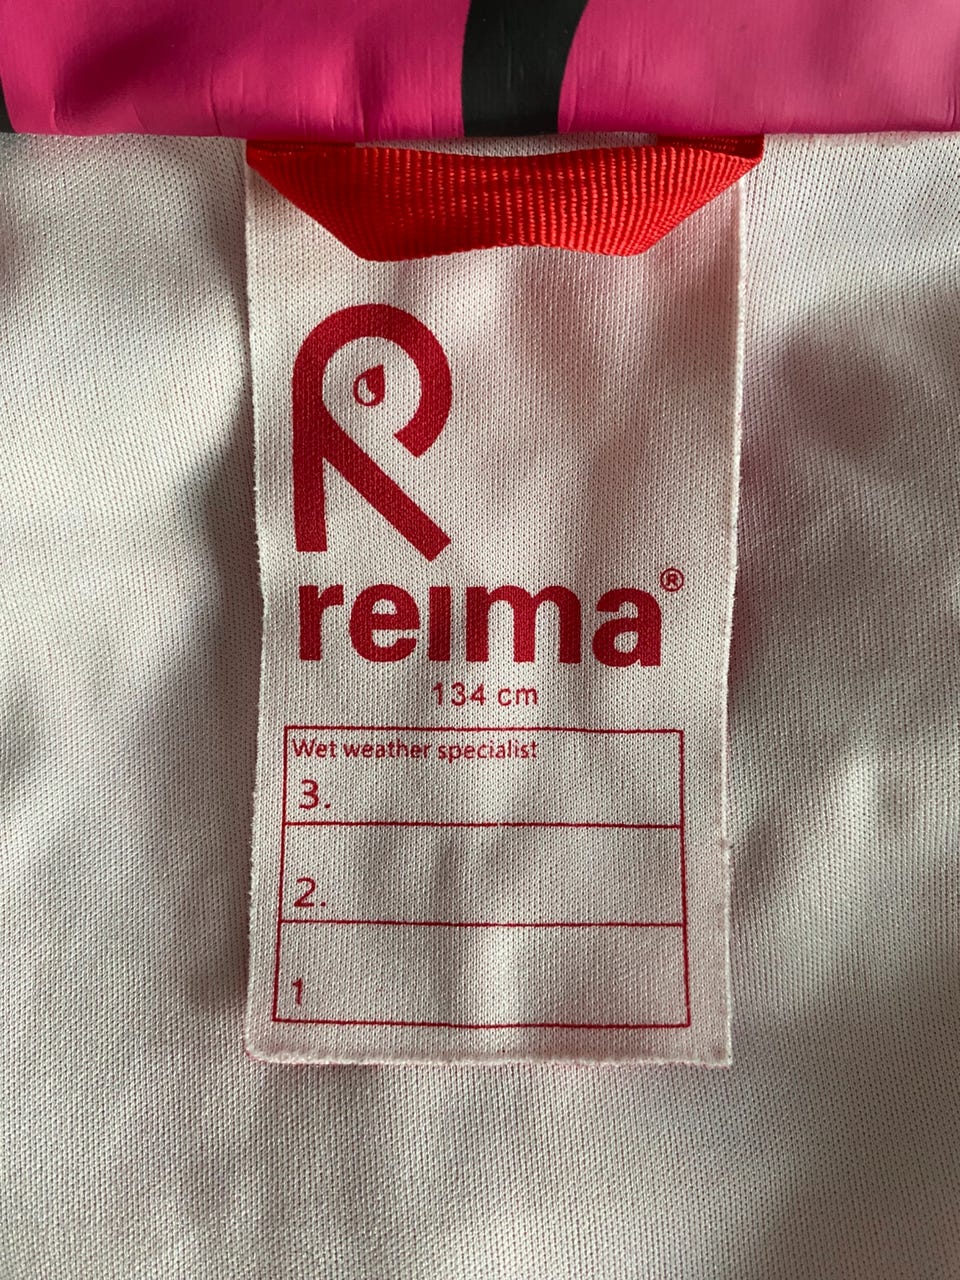 reima®
134 cm
Wet weather specialist
3.
2.
1